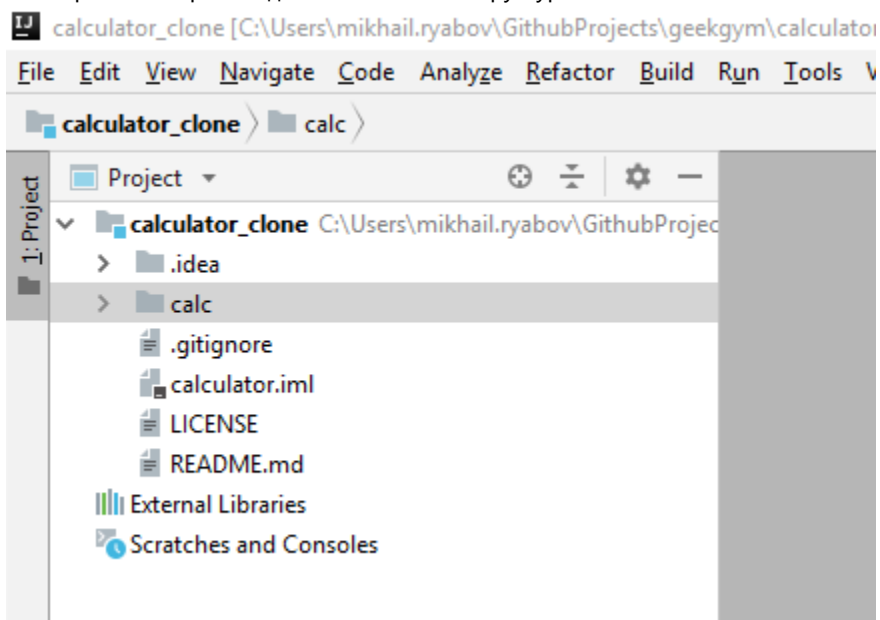 calculator_clone [C:\Users\mikhail.ryabov\GithubProjects\geekgym\calculator
File Edit View Navigate Code Analyze Refactor Build Run Tools V
calculator_clone calc
1: Project
Project
calculator_clone C:\Users\mikhail.ryabov\GithubProjec
.idea
calc
.gitignore
calculator.iml
LICENSE
README.md
External Libraries
Scratches and Consoles